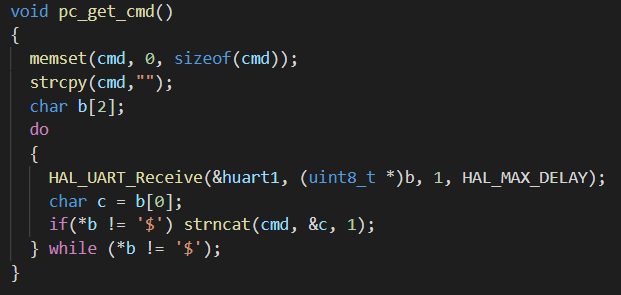 void pc_get_cmd()
{
  memset(cmd, 0, sizeof(cmd));
  strcpy(cmd,"");
  char b[2];
  do
  {
    HAL_UART_Receive(&huart1, (uint8_t *)b, 1, HAL_MAX_DELAY);
    char c = b[0];
    if(*b != '$') strncat(cmd, &c, 1);
  } while (*b != '$');
}